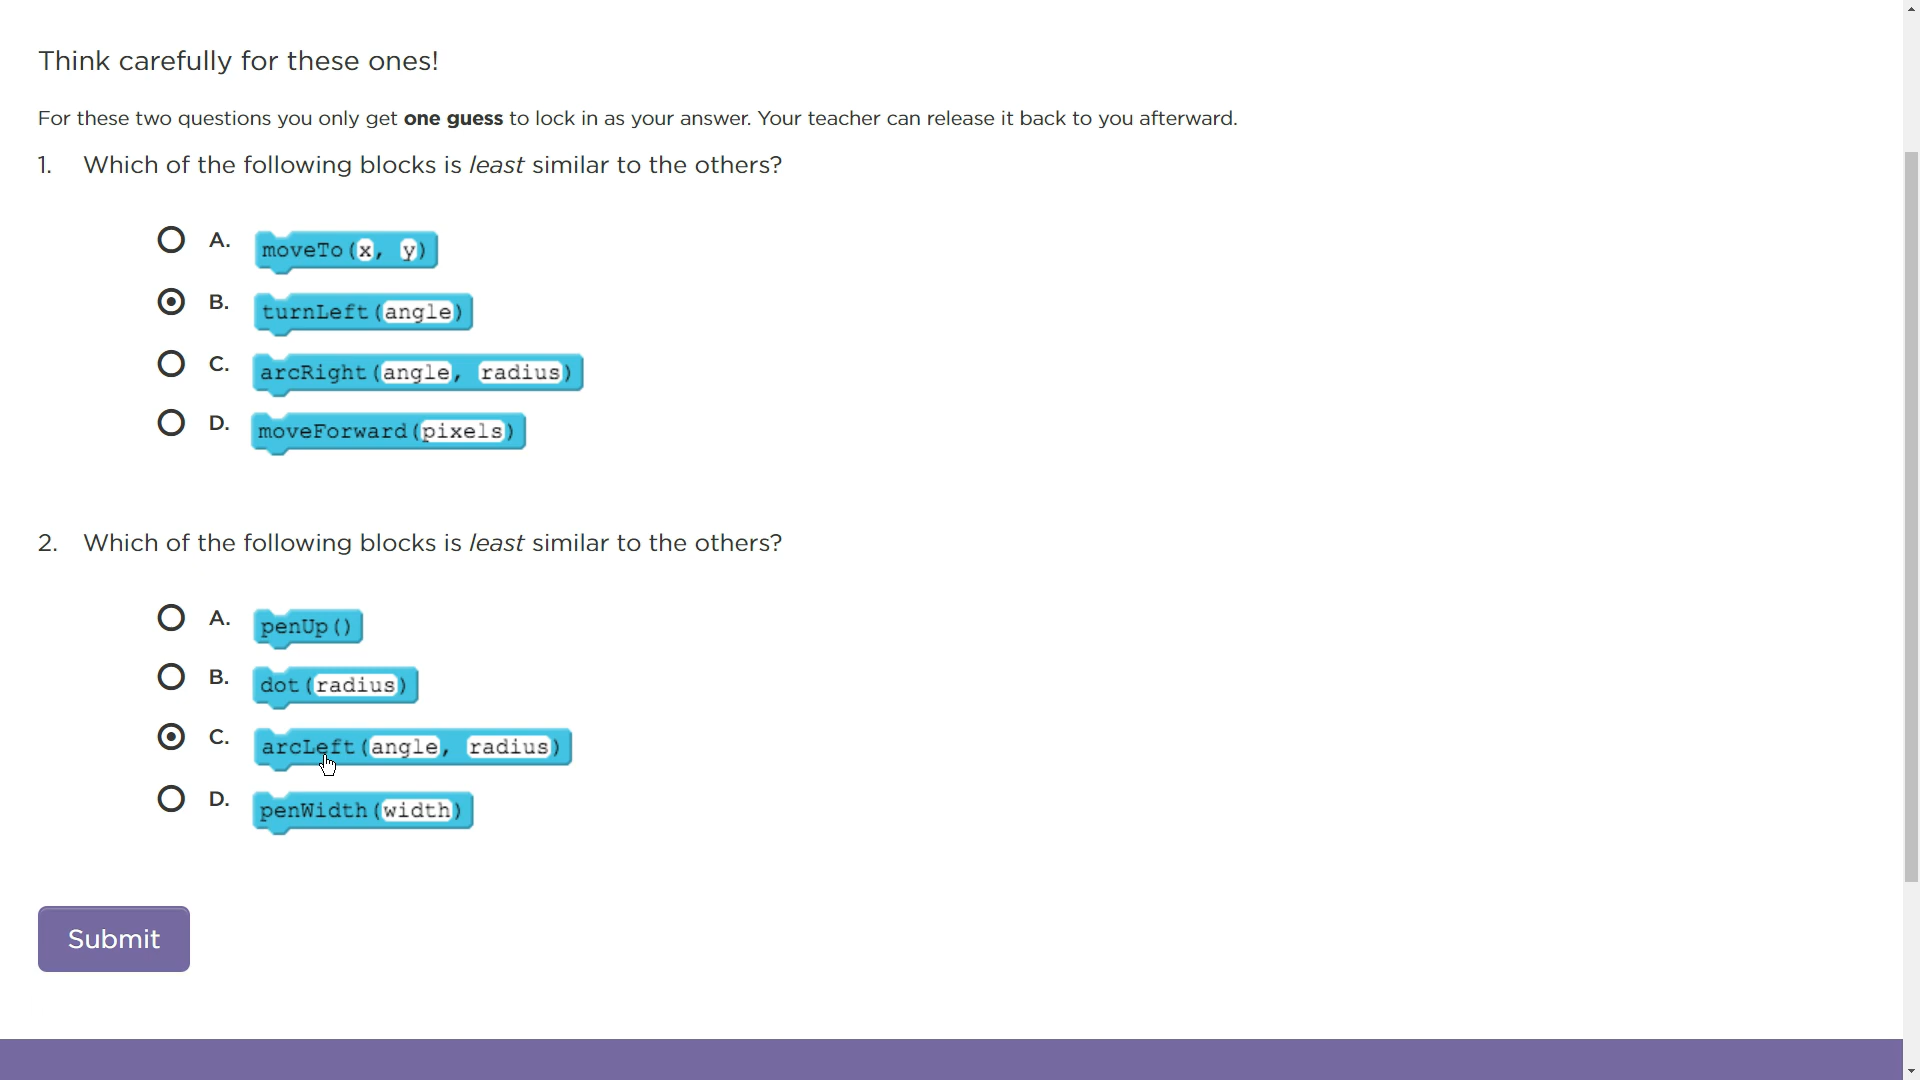 Think carefully for these ones!
For these two questions you only get one guess to lock in as your answer. Your teacher can release it back to you afterward.
1. Which of the following blocks is least similar to the others?
A. moveTo(x, y)
B. turnLeft(angle)
C. arcRight(angle, radius)
D. moveForward(pixels)
2. Which of the following blocks is least similar to the others?
A. penUp()
B. dot(radius)
C. arcLeft(angle, radius)
D. penWidth(width)
Submit